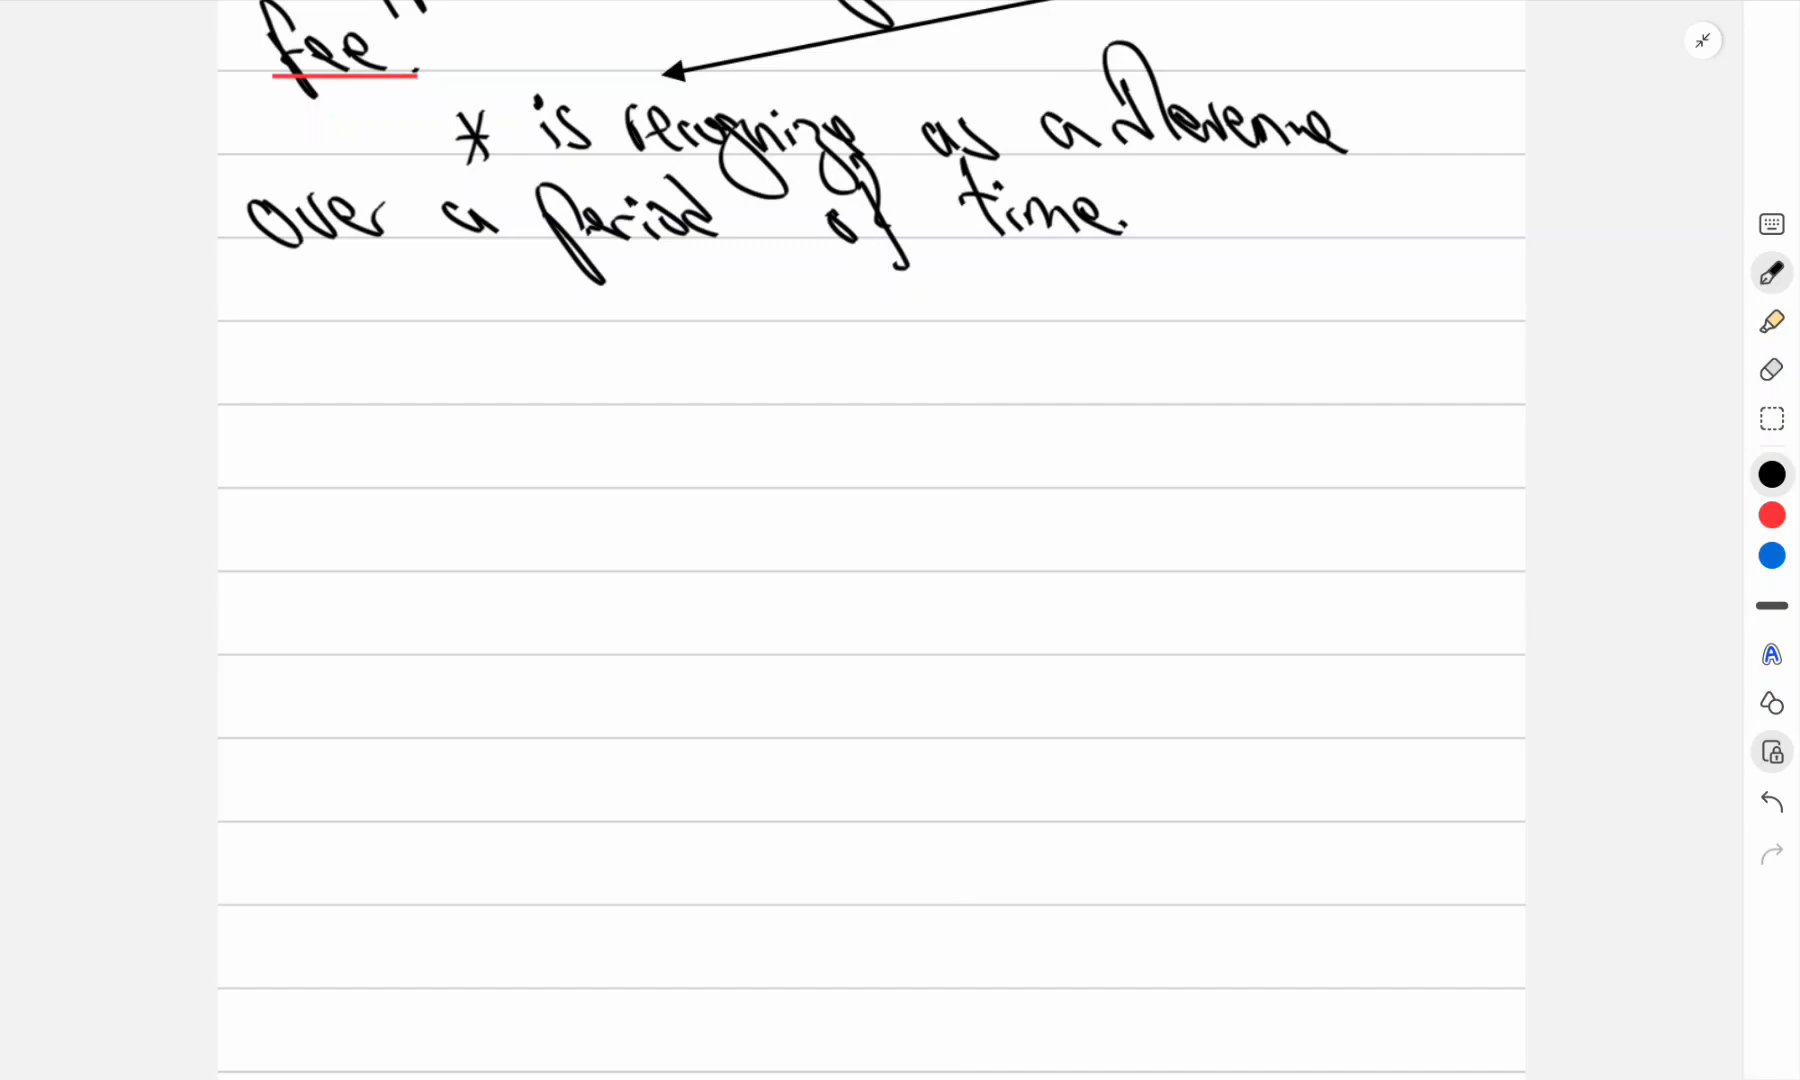 fee.
* is recognize as a Revenue
over a period of time.